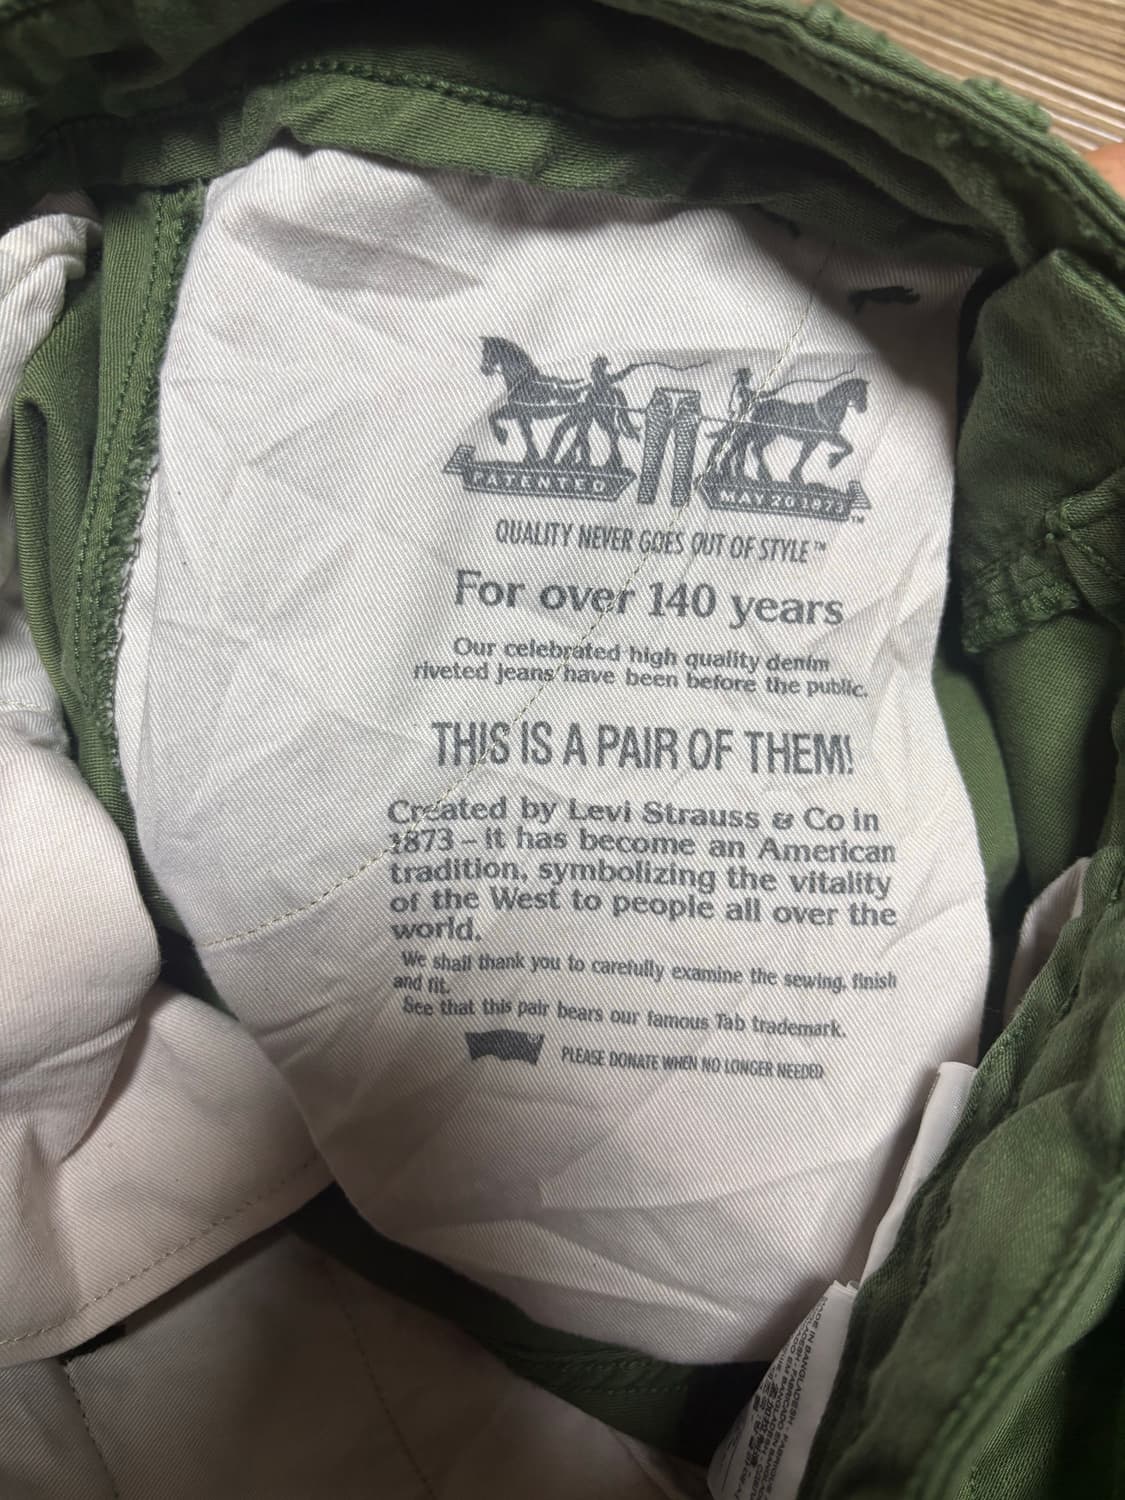 PATENTED
MAY 20 1873™
QUALITY NEVER GOES OUT OF STYLE™
For over 140 years
Our celebrated high quality denim
riveted jeans have been before the public.
THIS IS A PAIR OF THEM!
Created by Levi Strauss & Co in
1873 – it has become an American
tradition, symbolizing the vitality
of the West to people all over the
world.
We shall thank you to carefully examine the sewing, finish
and fit.
See that this pair bears our famous Tab trademark.
PLEASE DONATE WHEN NO LONGER NEEDED
MADE IN BANGLADESH